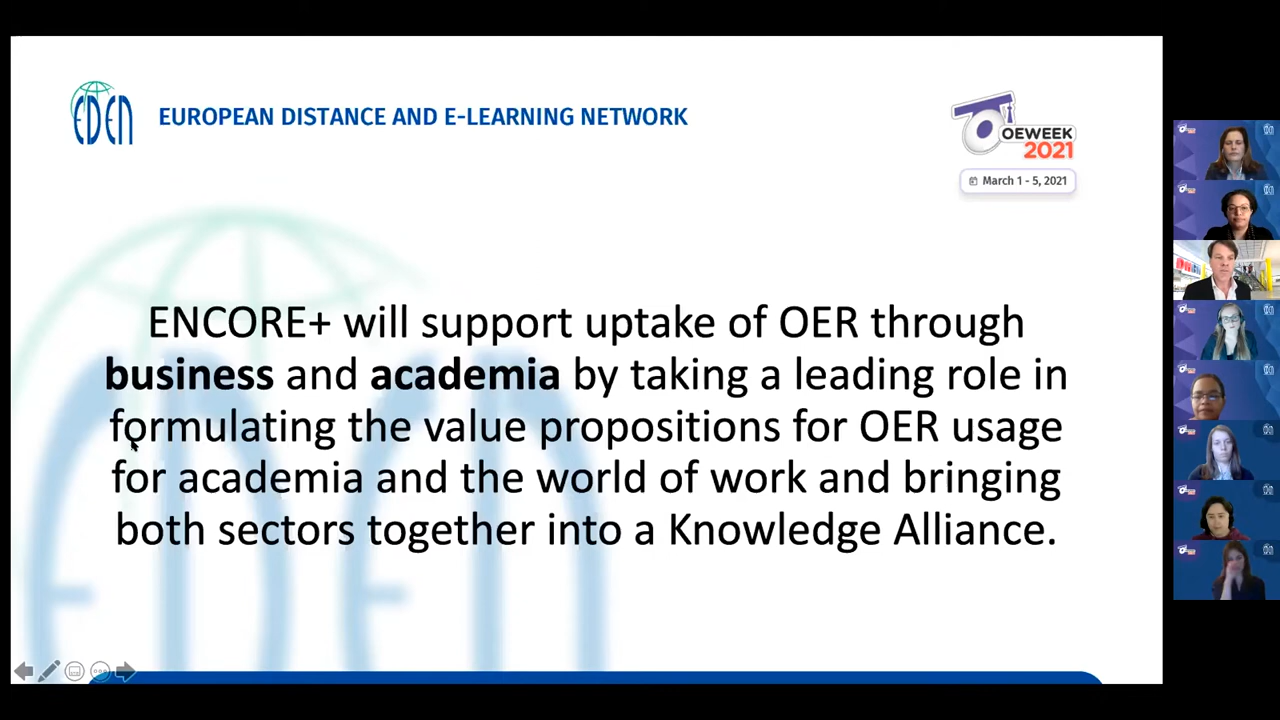 EDEN
EUROPEAN DISTANCE AND E-LEARNING NETWORK
OEWEEK
2021
March 1 - 5, 2021
ENCORE+ will support uptake of OER through
business and academia by taking a leading role in
formulating the value propositions for OER usage
for academia and the world of work and bringing
both sectors together into a Knowledge Alliance.